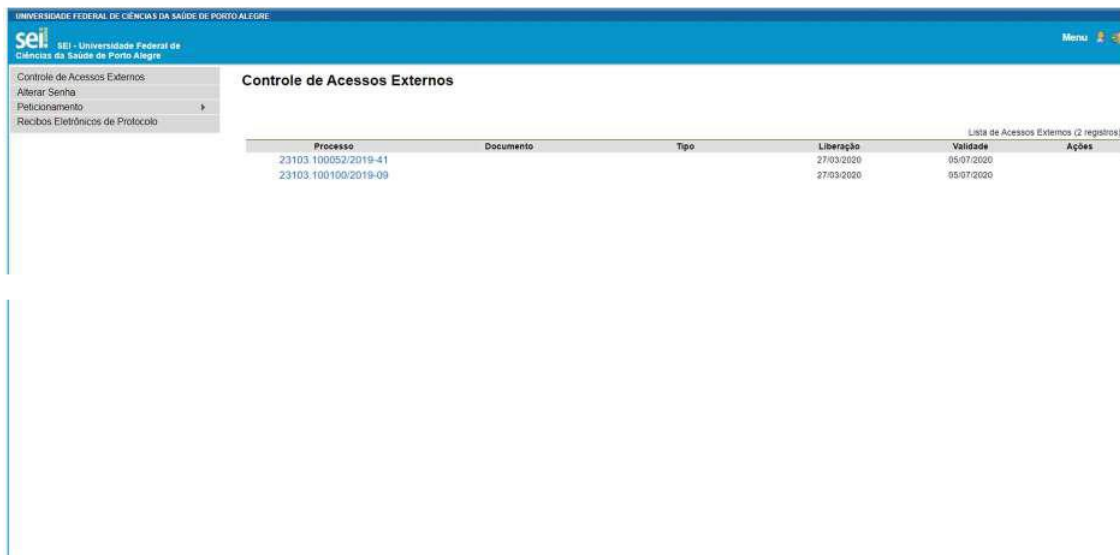 UNIVERSIDADE FEDERAL DE CIÊNCIAS DA SAÚDE DE PORTO ALEGRE
sei!
SEI - Universidade Federal de
Ciências da Saúde de Porto Alegre
Menu
Controle de Acessos Externos
Alterar Senha
Peticionamento
Recibos Eletrônicos de Protocolo
Controle de Acessos Externos
Lista de Acessos Externos (2 registros)
Processo Documento Tipo Liberação Validade Ações
23103.100052/2019-41 27/03/2020 05/07/2020
23103.100100/2019-09 27/03/2020 05/07/2020